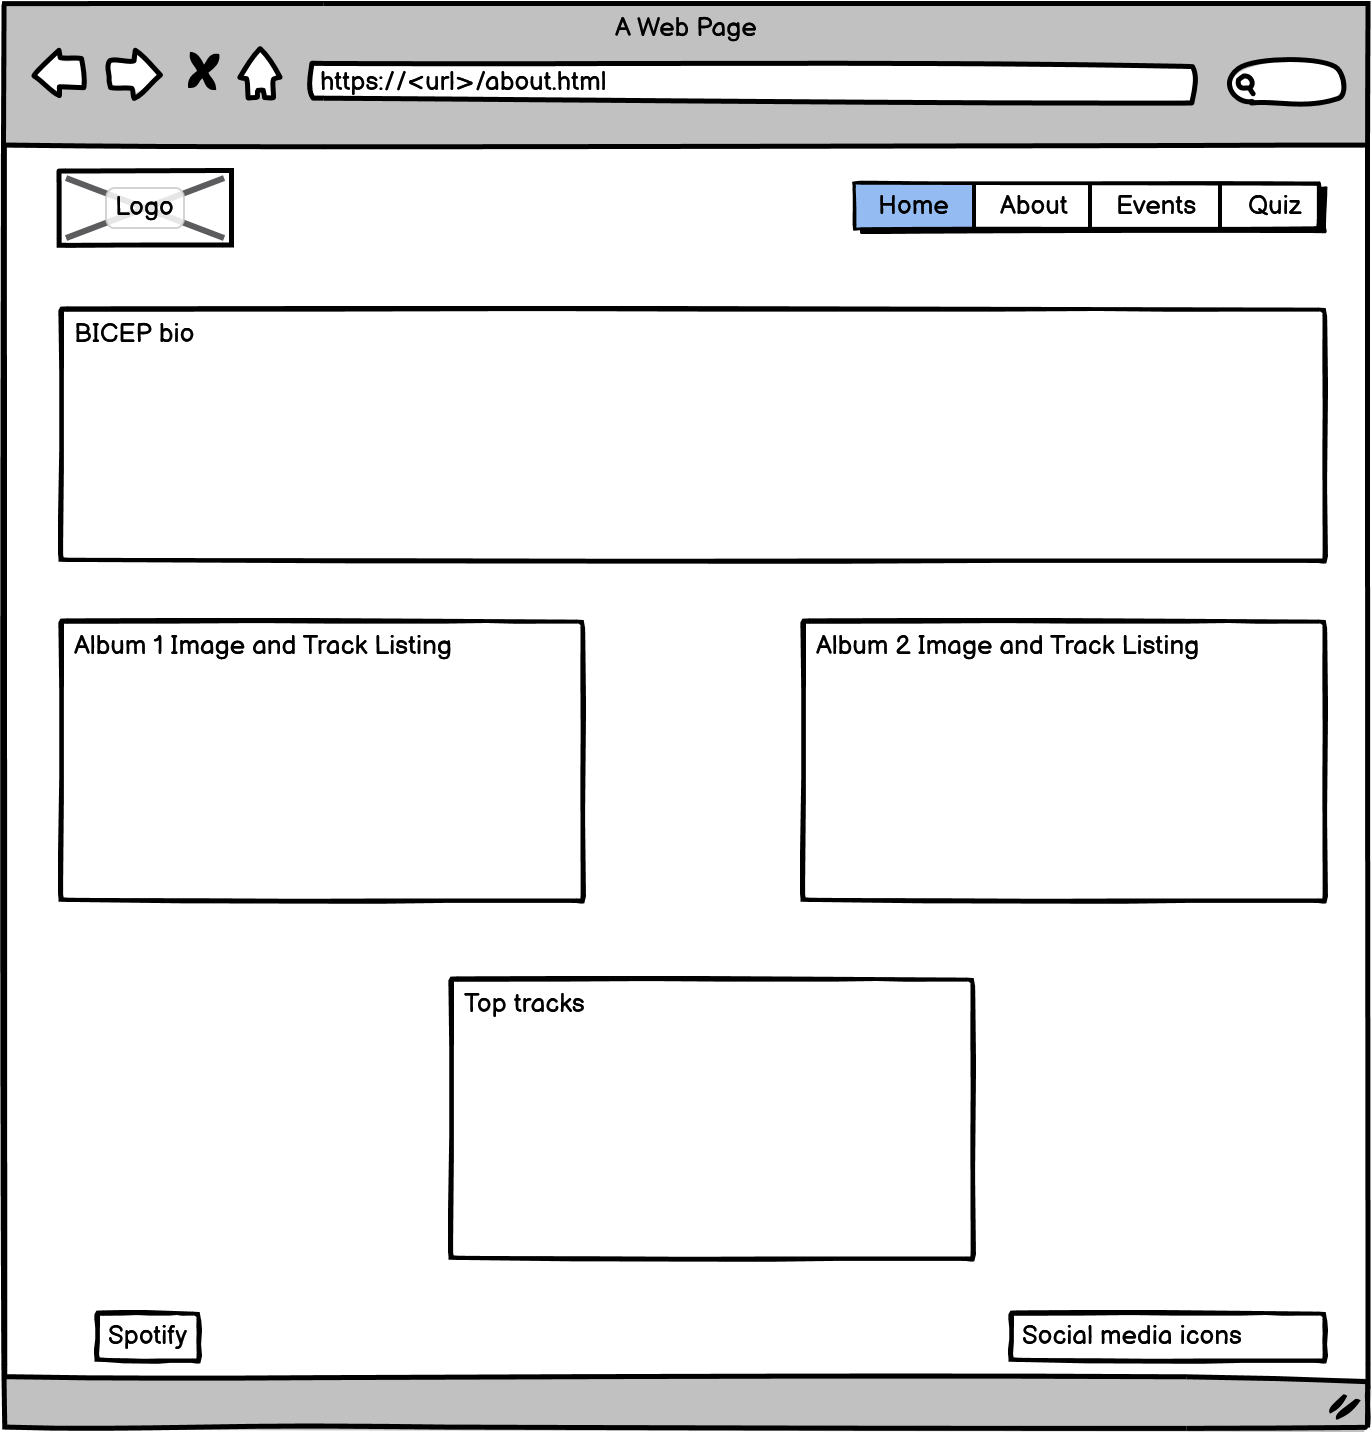 A Web Page
https://<url>/about.html
Logo
Home About Events Quiz
BICEP bio
Album 1 Image and Track Listing
Album 2 Image and Track Listing
Top tracks
Spotify
Social media icons